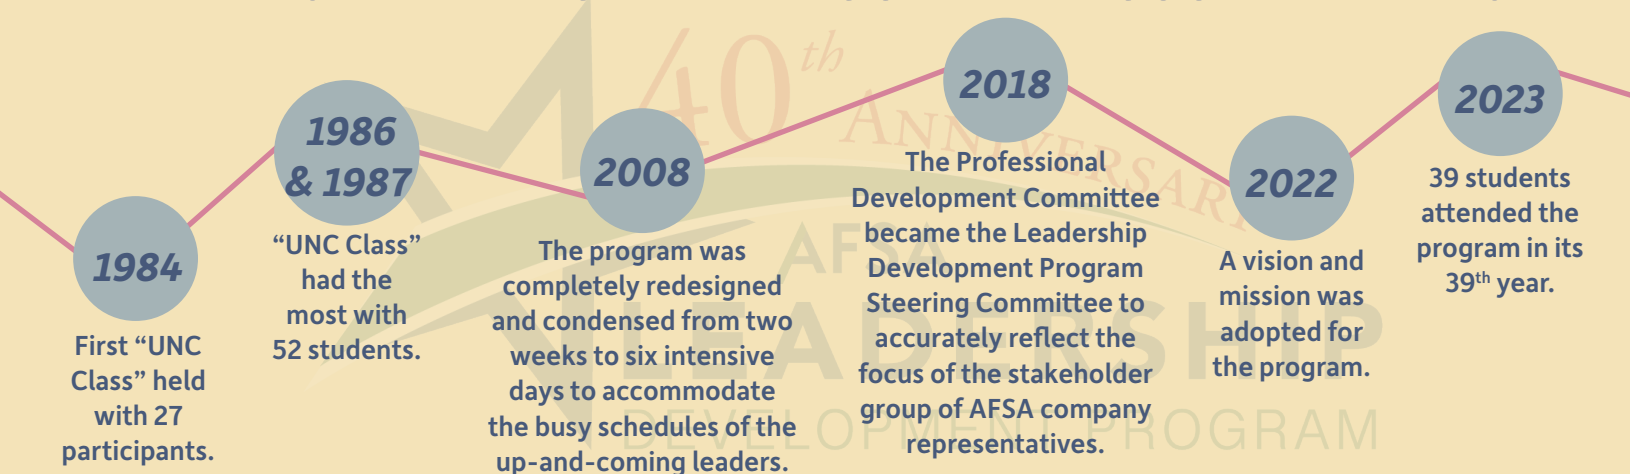 1984
First “UNC
Class” held
with 27
participants.
1986
& 1987
“UNC Class”
had the
most with
52 students.
2008
The program was
completely redesigned
and condensed from two
weeks to six intensive
days to accommodate
the busy schedules of the
up-and-coming leaders.
2018
The Professional
Development Committee
became the Leadership
Development Program
Steering Committee to
accurately reflect the
focus of the stakeholder
group of AFSA company
representatives.
2022
A vision and
mission was
adopted for
the program.
2023
39 students
attended the
program in its
39th year.
40th ANNIVERSARY
AFSA
LEADERSHIP
DEVELOPMENT PROGRAM